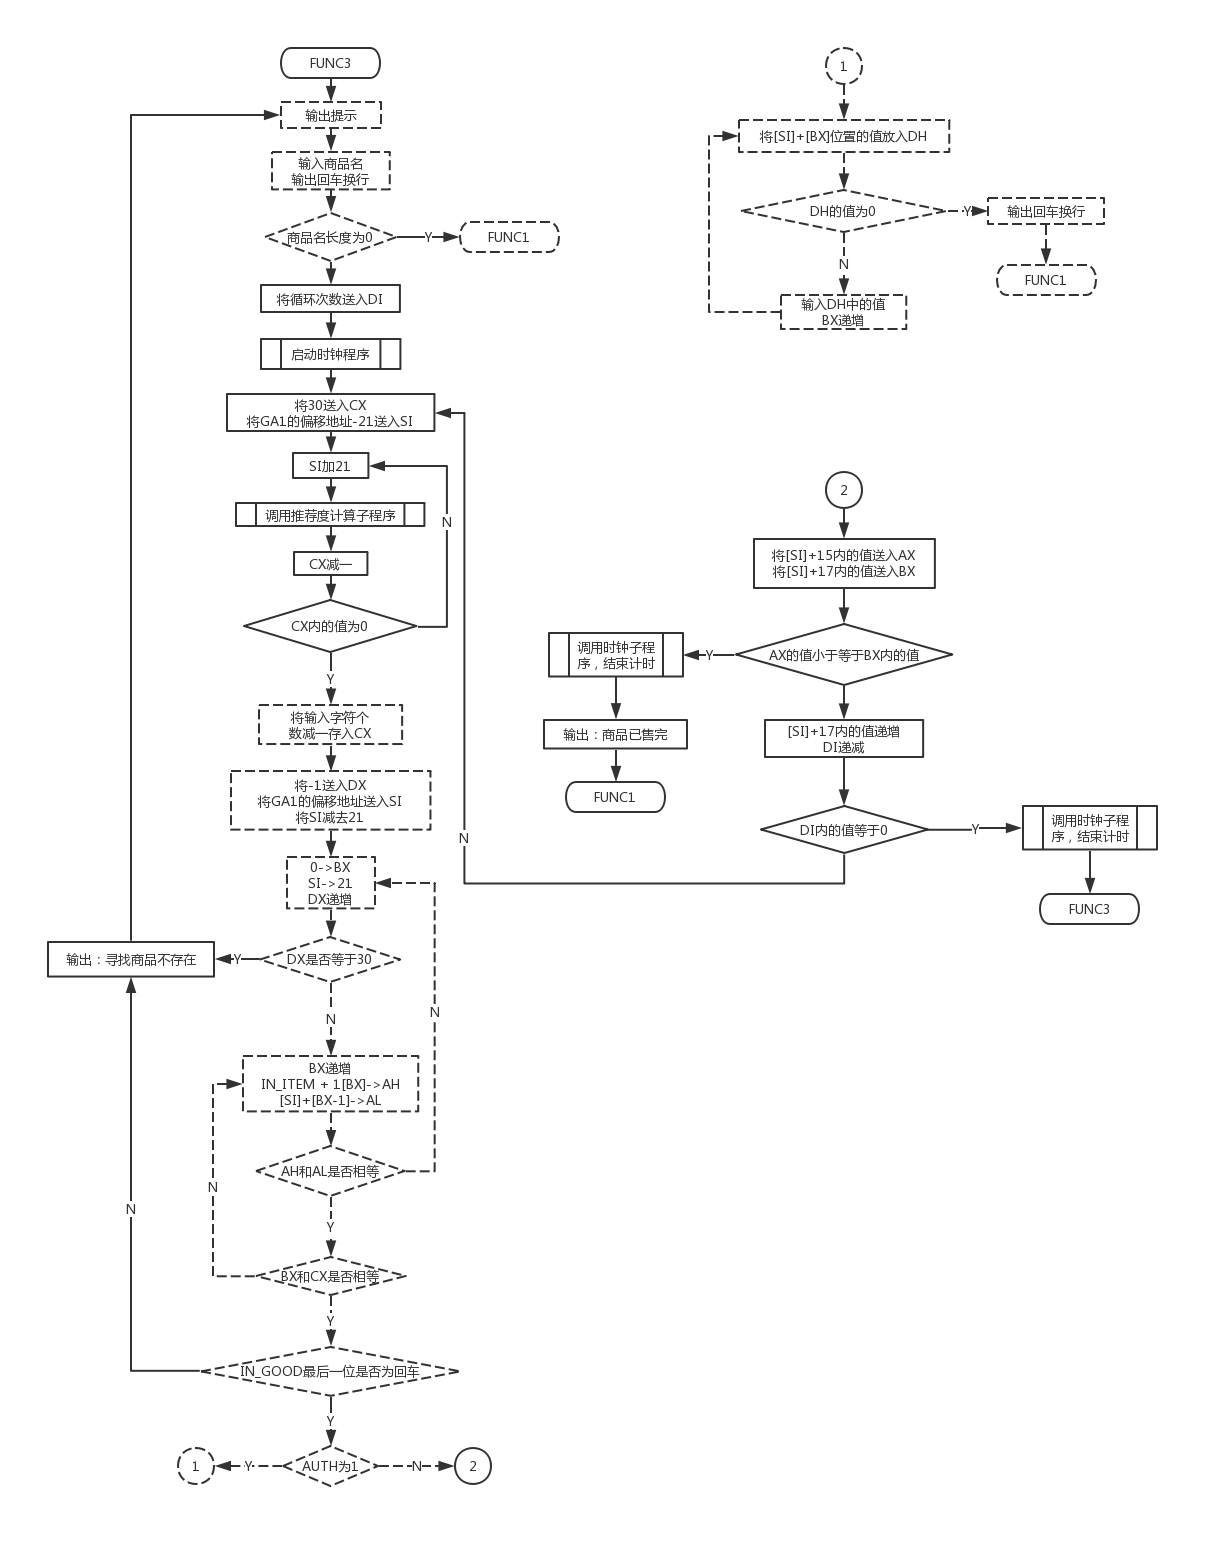 FUNC3
输出提示
输入商品名
输出回车换行
商品名长度为0
Y
FUNC1
将循环次数送入DI
启动时钟程序
将30送入CX
将GA1的偏移地址-21送入SI
SI加21
调用推荐度计算子程序
N
CX减一
CX内的值为0
Y
将输入字符个
数减一存入CX
将-1送入DX
将GA1的偏移地址送入SI
将SI减去21
0->BX
SI->21
DX递增
DX是否等于30
Y
输出：寻找商品不存在
N
N
BX递增
IN_ITEM + 1[BX]->AH
[SI]+[BX-1]->AL
AH和AL是否相等
N
Y
N
BX和CX是否相等
Y
IN_GOOD最后一位是否为回车
Y
AUTH为1
Y
1
N
2
1
将[SI]+[BX]位置的值放入DH
DH的值为0
Y
输出回车换行
FUNC1
N
输入DH中的值
BX递增
2
将[SI]+15内的值送入AX
将[SI]+17内的值送入BX
AX的值小于等于BX内的值
Y
调用时钟子程
序，结束计时
输出：商品已售完
FUNC1
[SI]+17内的值递增
DI递减
DI内的值等于0
N
Y
调用时钟子程
序，结束计时
FUNC3